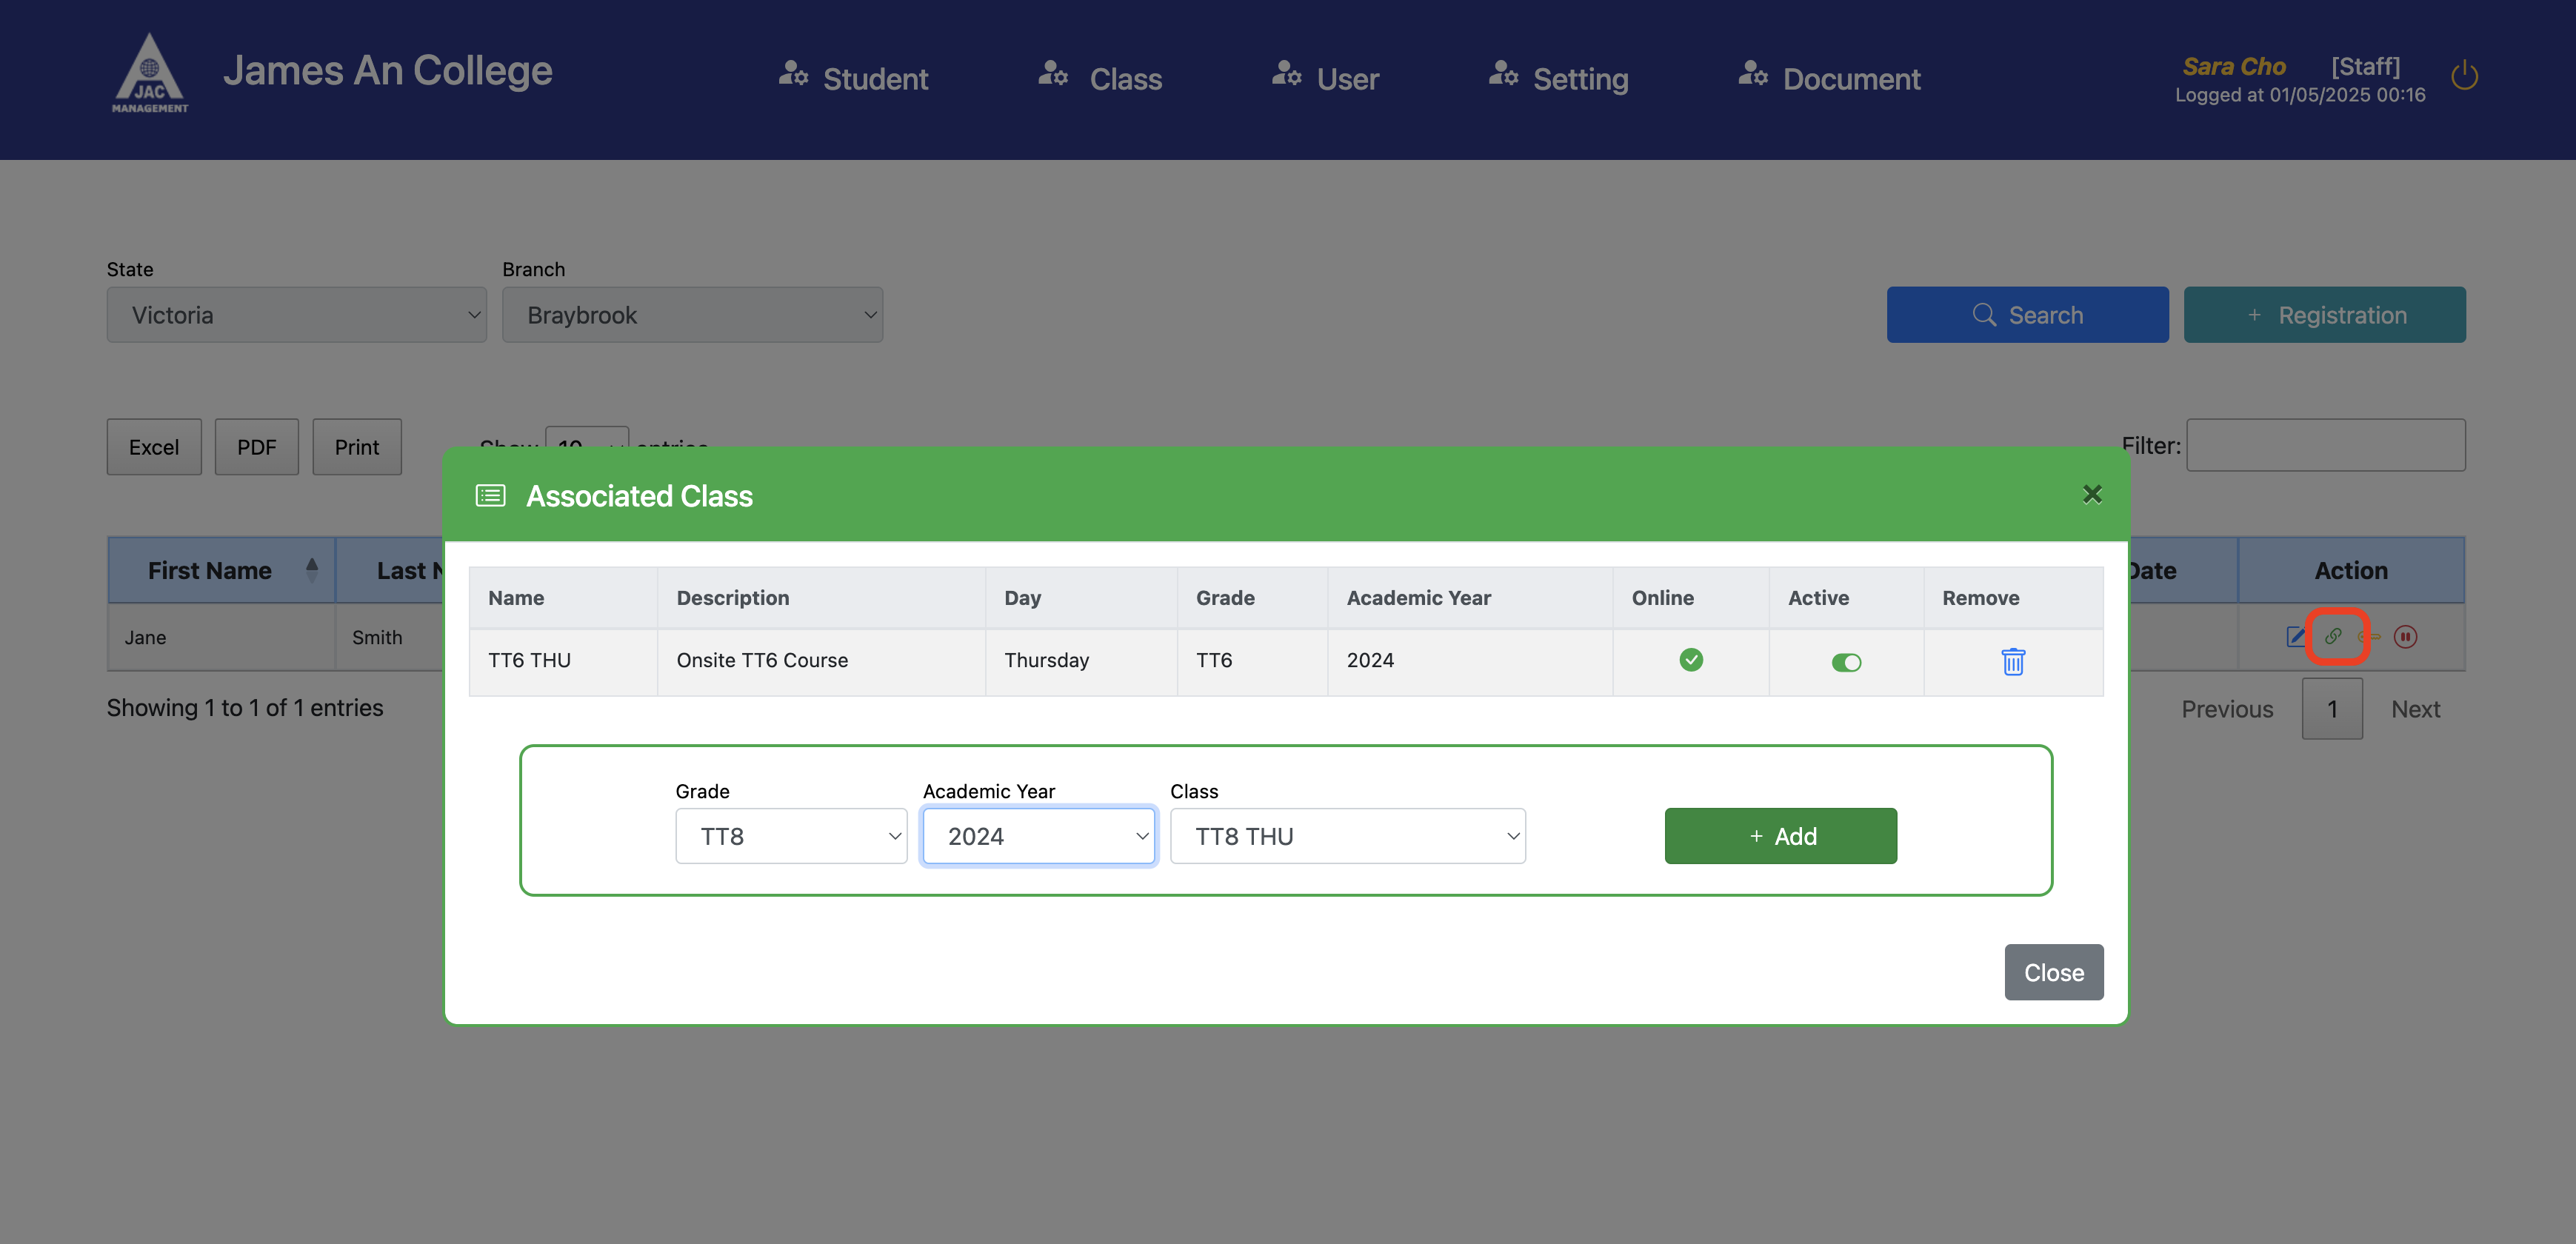 James An College
JAC
MANAGEMENT
Student
Class
User
Setting
Document
Sara Cho [Staff]
Logged at 01/05/2025 00:16
State Branch
Victoria Braybrook
Search + Registration
Excel PDF Print Show 10 entries Filter:
Associated Class ×
First Name Last N Date Action
Name Description Day Grade Academic Year Online Active Remove
Jane Smith
TT6 THU Onsite TT6 Course Thursday TT6 2024
Showing 1 to 1 of 1 entries Previous 1 Next
Grade Academic Year Class
TT8 2024 TT8 THU + Add
Close